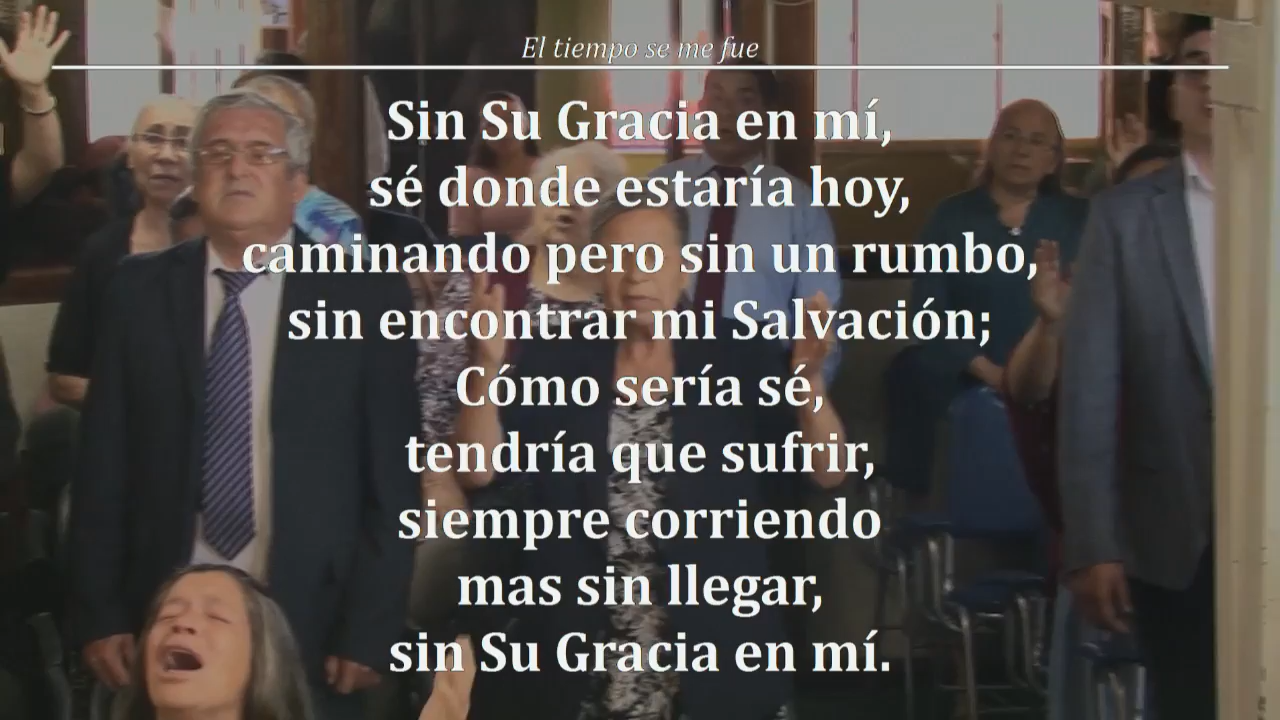 El tiempo se me fue
Sin Su Gracia en mí,
sé donde estaría hoy,
caminando pero sin un rumbo,
sin encontrar mi Salvación;
Cómo sería sé,
tendría que sufrir,
siempre corriendo
mas sin llegar,
sin Su Gracia en mí.